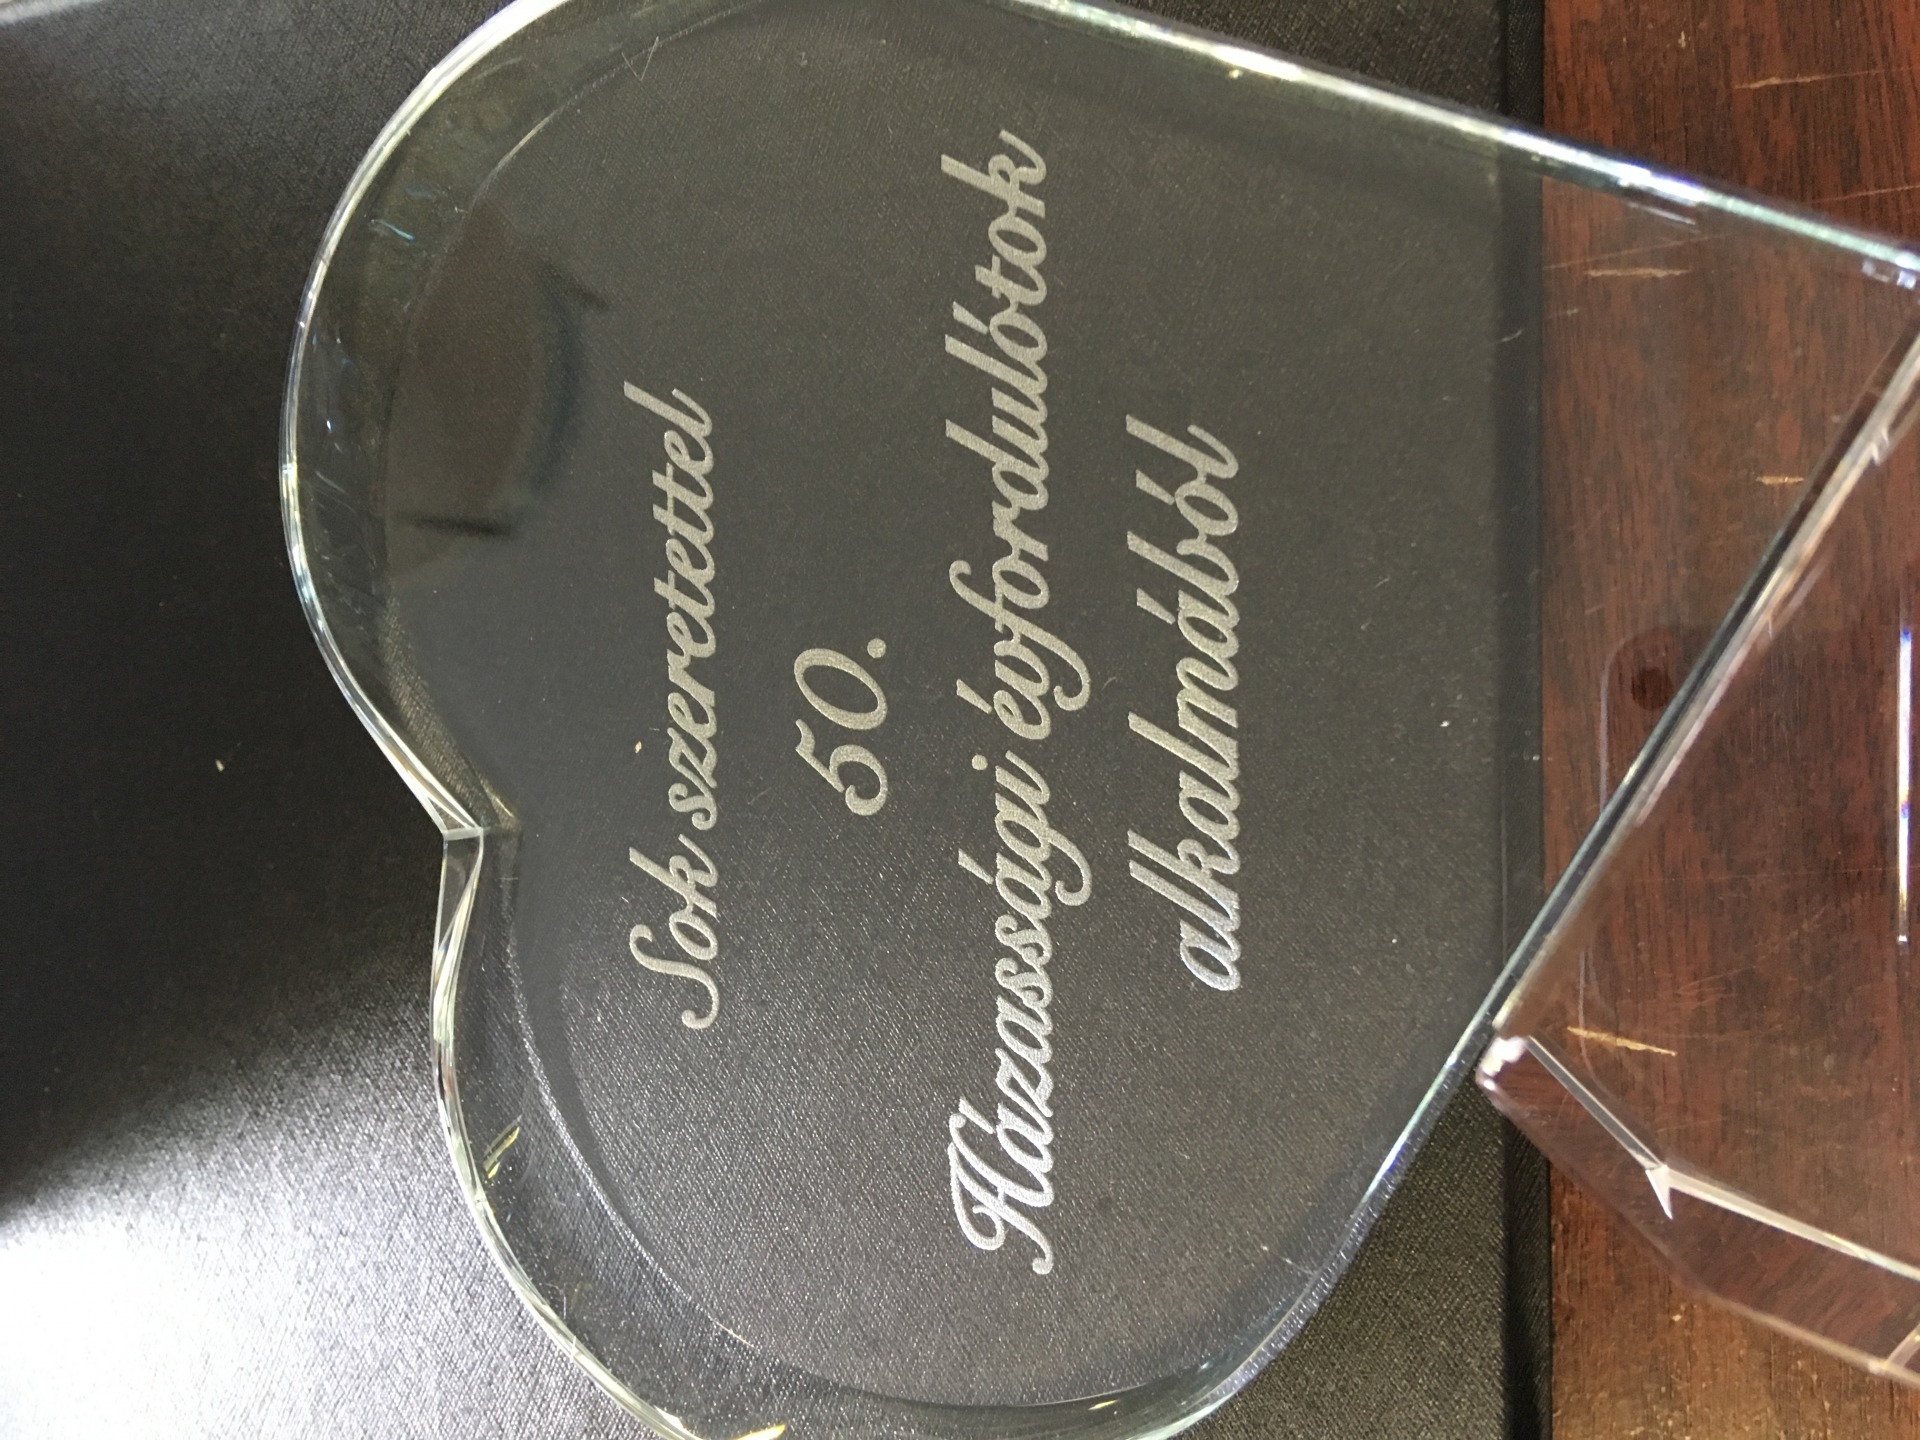 Sok szeretettel
50.
Házassági évfordulótok
alkalmából